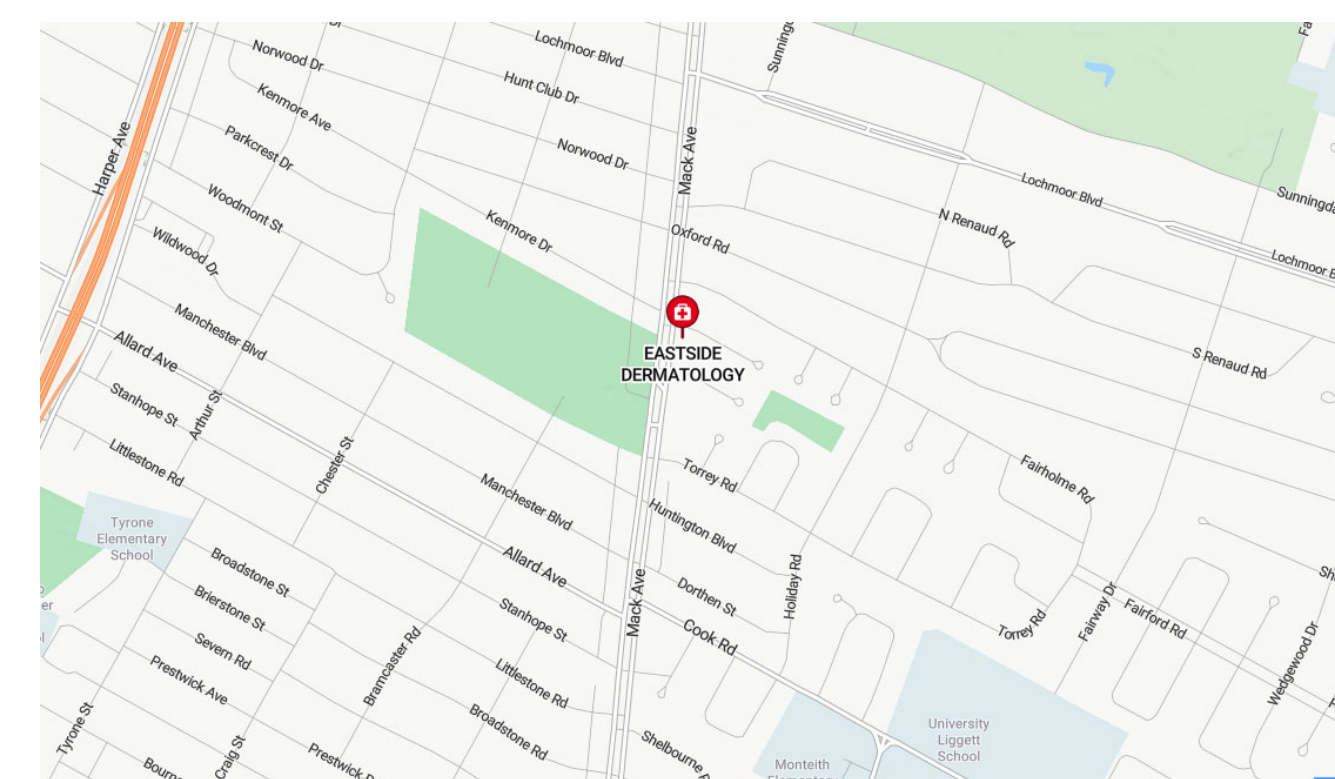 Lochmoor Blvd
Norwood Dr
Hunt Club Dr
Kenmore Ave
Harper Ave
Parkcrest Dr
Norwood Dr
Mack Ave
Lochmoor Blvd
Woodmont St
Kenmore Dr
N Renaud Rd
Oxford Rd
Wildwood Dr
Manchester Blvd
Allard Ave
EASTSIDE
DERMATOLOGY
S Renaud Rd
Stanhope St
Arthur St
Chester St
Littlestone Rd
Torrey Rd
Fairholme Rd
Manchester Blvd
Huntington Blvd
Tyrone
Elementary
School
Allard Ave
Broadstone St
Brierstone St
Mack Ave
Dorthen St
Holiday Rd
Stanhope St
Cook Rd
Torrey Rd
Fairway Dr
Fairford Rd
Severn Rd
Bramcaster Rd
Wedgewood Dr
Prestwick Ave
Littlestone Rd
Tyrone St
Broadstone Rd
Craig St
University
Liggett
School
Monteith